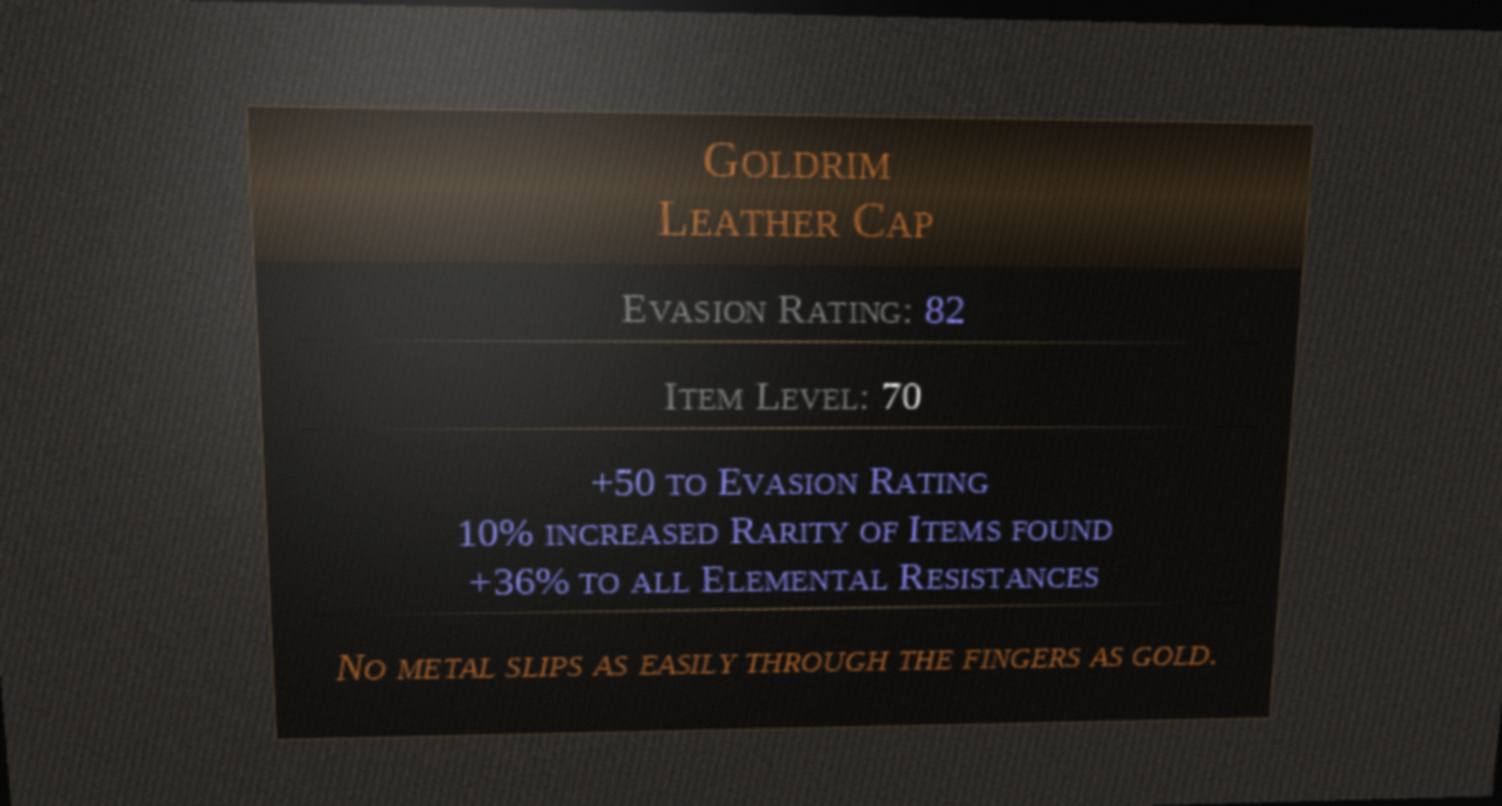 Goldrim
Leather Cap
Evasion Rating: 82
Item Level: 70
+50 to Evasion Rating
10% increased Rarity of Items found
+36% to all Elemental Resistances
No metal slips as easily through the fingers as gold.